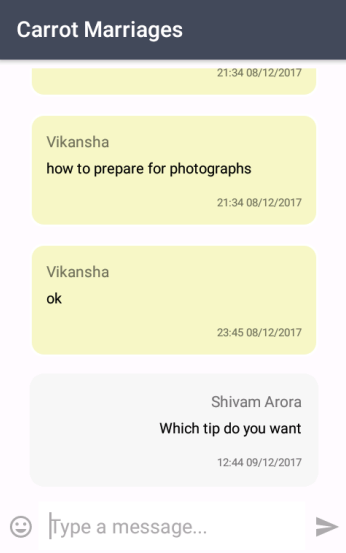 Carrot Marriages
21:34 08/12/2017
Vikansha
how to prepare for photographs
21:34 08/12/2017
Vikansha
ok
23:45 08/12/2017
Shivam Arora
Which tip do you want
12:44 09/12/2017
Type a message...